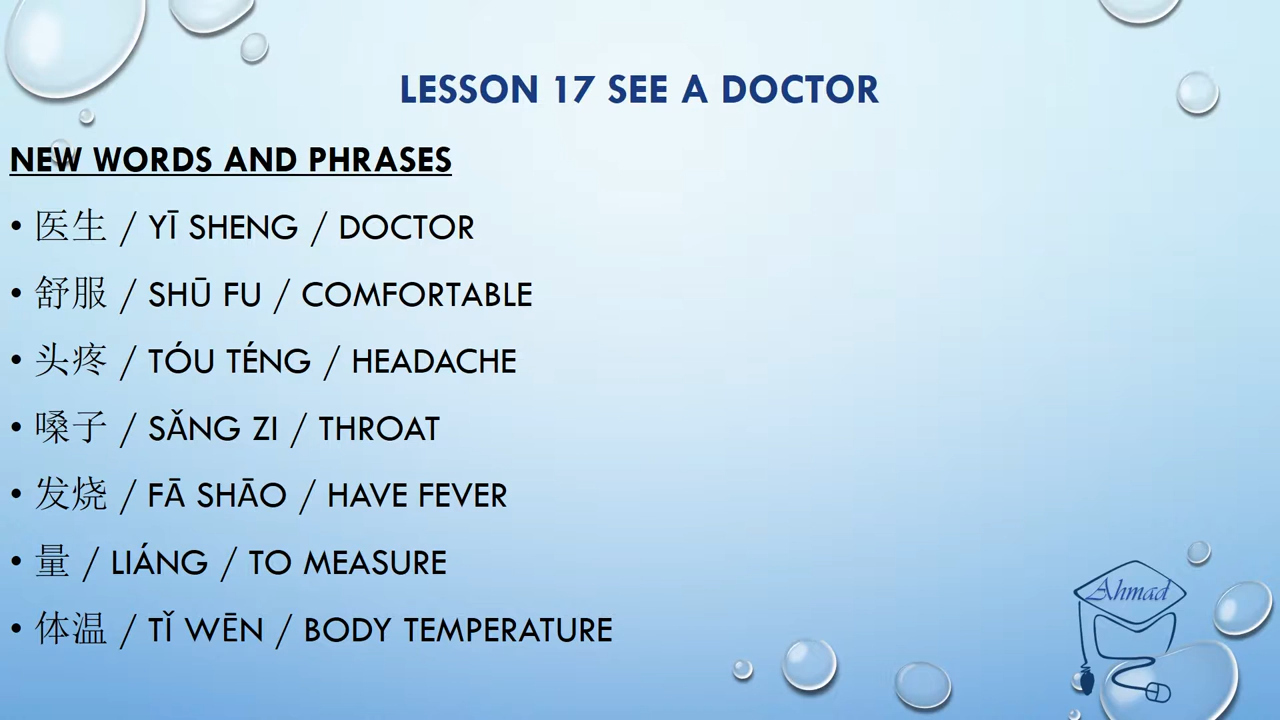 LESSON 17 SEE A DOCTOR
NEW WORDS AND PHRASES
• 医生 / YĪ SHENG / DOCTOR
• 舒服 / SHŪ FU / COMFORTABLE
• 头疼 / TÓU TÉNG / HEADACHE
• 嗓子 / SǍNG ZI / THROAT
• 发烧 / FĀ SHĀO / HAVE FEVER
• 量 / LIÁNG / TO MEASURE
• 体温 / TǏ WĒN / BODY TEMPERATURE
Ahmad